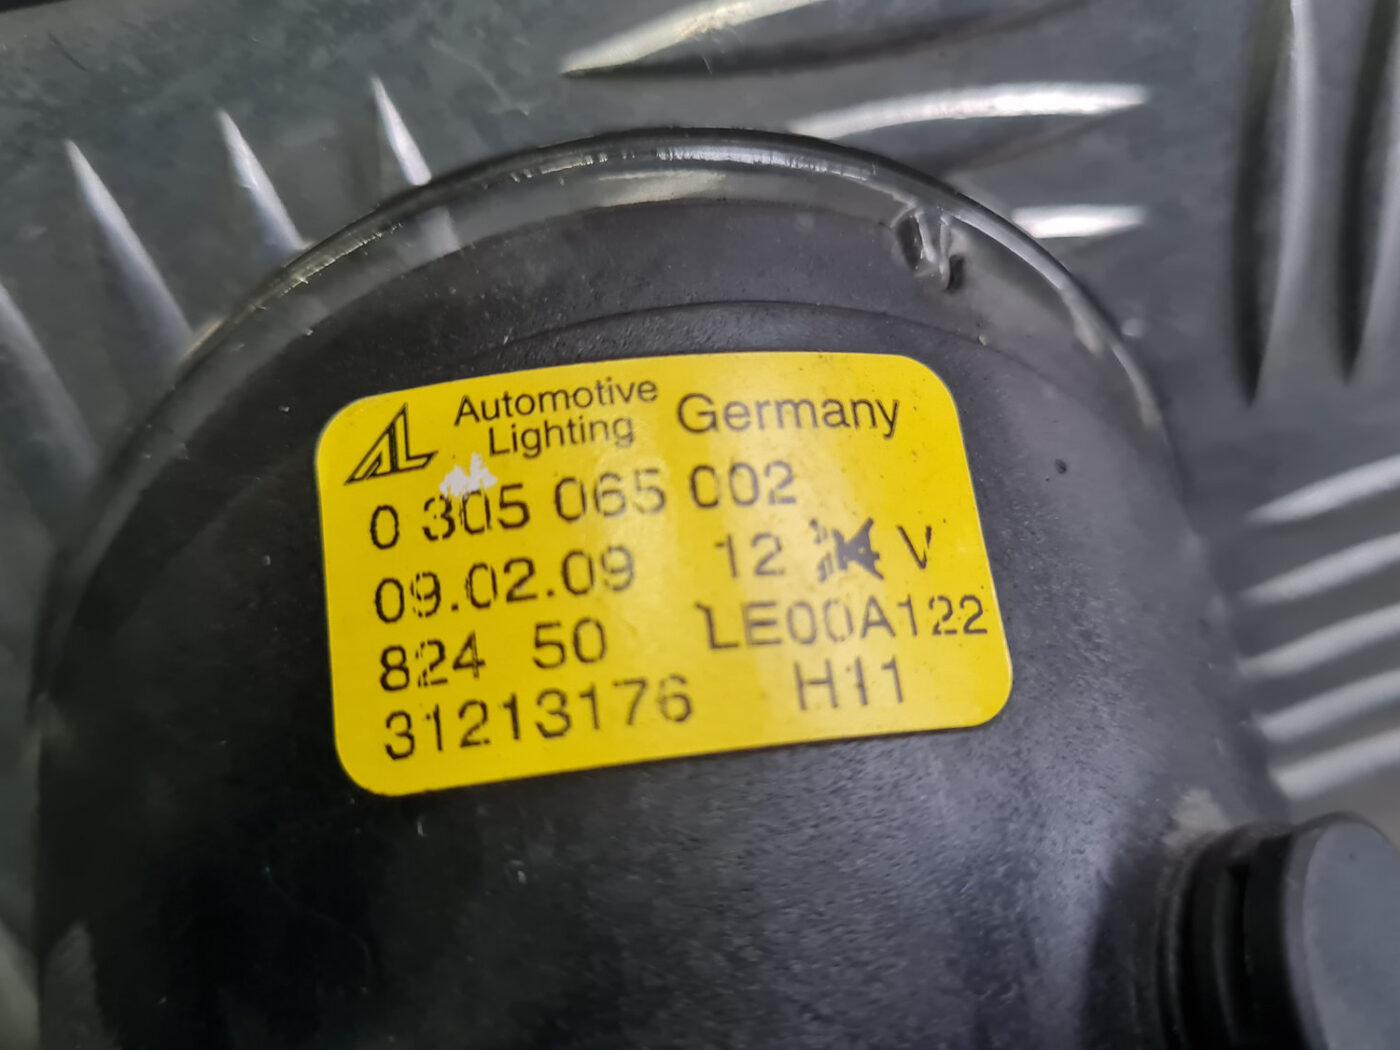 AL Automotive Lighting Germany
0 305 065 002
09.02.09 12 V
824 50 LE00A122
31213176 H11